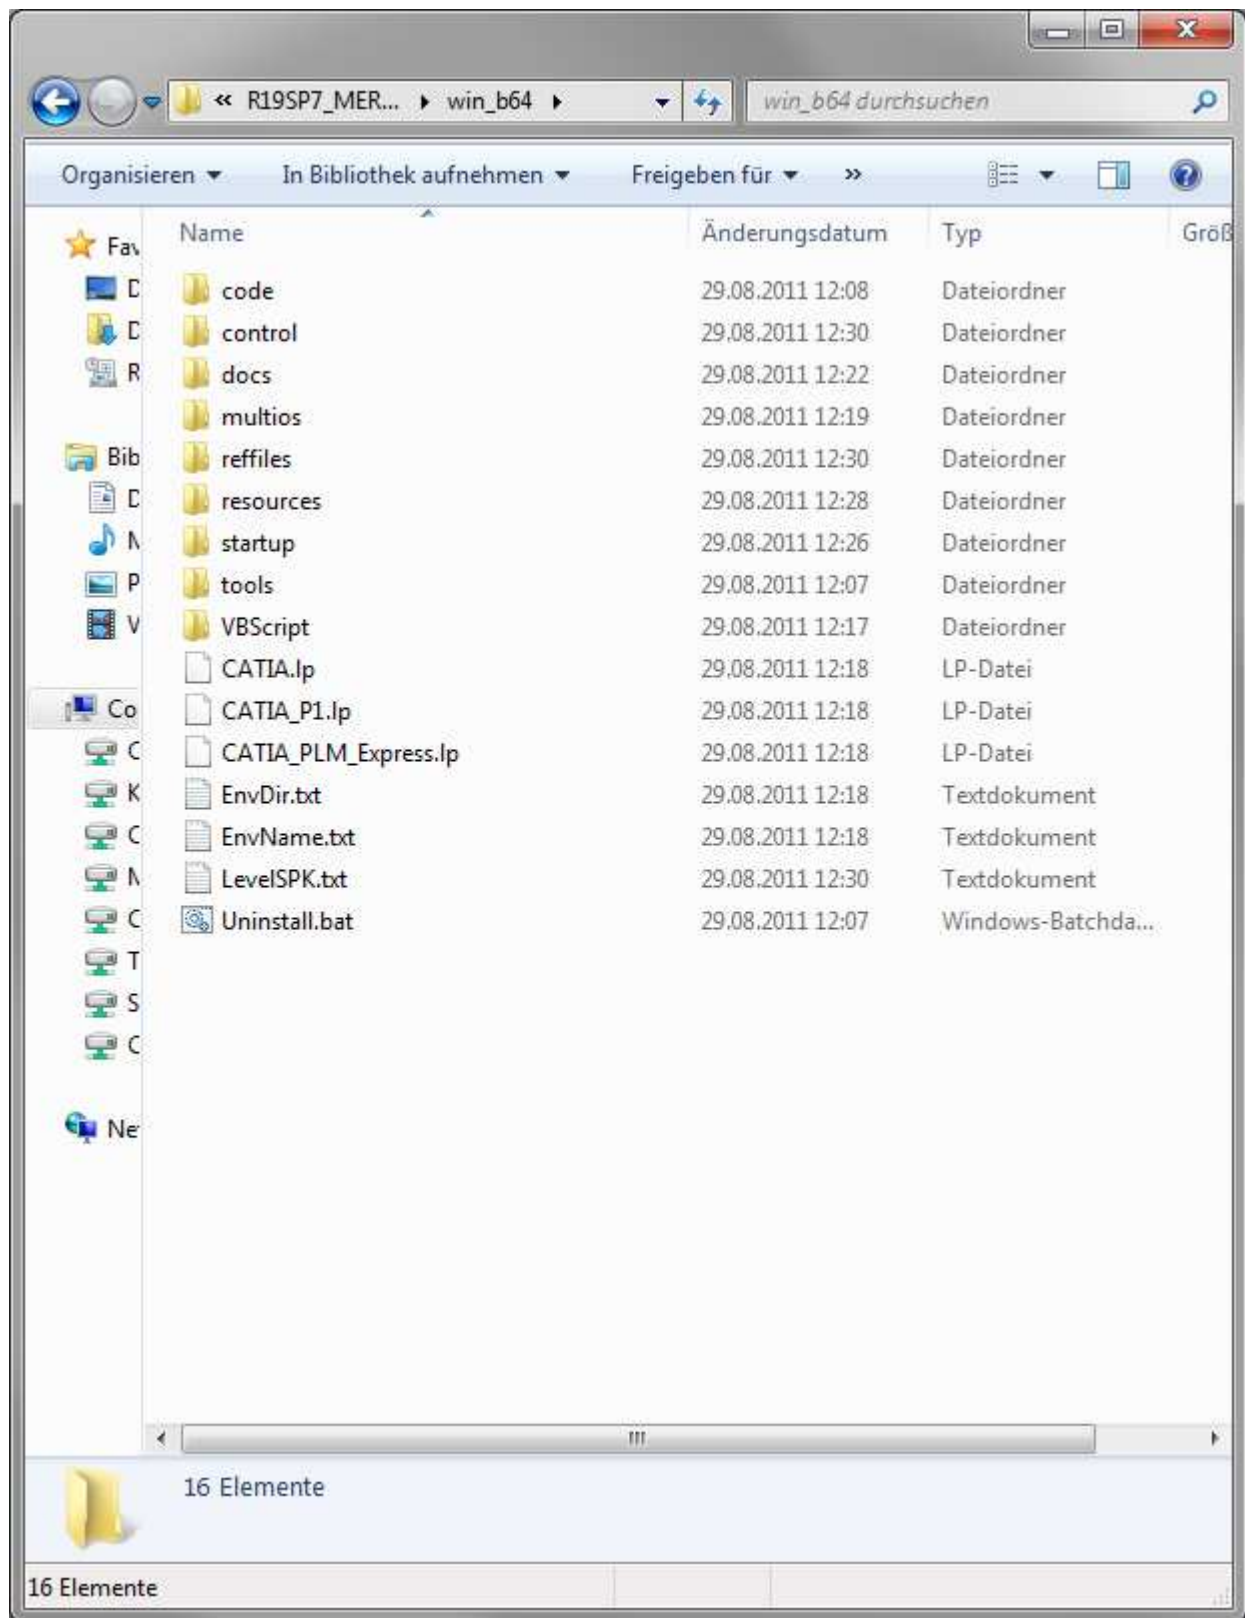 « R19SP7_MER... win_b64
win_b64 durchsuchen
Organisieren In Bibliothek aufnehmen Freigeben für »
Name Änderungsdatum Typ Größ
code 29.08.2011 12:08 Dateiordner
control 29.08.2011 12:30 Dateiordner
docs 29.08.2011 12:22 Dateiordner
multios 29.08.2011 12:19 Dateiordner
reffiles 29.08.2011 12:30 Dateiordner
resources 29.08.2011 12:28 Dateiordner
startup 29.08.2011 12:26 Dateiordner
tools 29.08.2011 12:07 Dateiordner
VBScript 29.08.2011 12:17 Dateiordner
CATIA.lp 29.08.2011 12:18 LP-Datei
CATIA_P1.lp 29.08.2011 12:18 LP-Datei
CATIA_PLM_Express.lp 29.08.2011 12:18 LP-Datei
EnvDir.txt 29.08.2011 12:18 Textdokument
EnvName.txt 29.08.2011 12:18 Textdokument
LevelSPK.txt 29.08.2011 12:30 Textdokument
Uninstall.bat 29.08.2011 12:07 Windows-Batchda...
Fav
R
Bib
P
V
Co
K
T
S
Ne
16 Elemente
16 Elemente